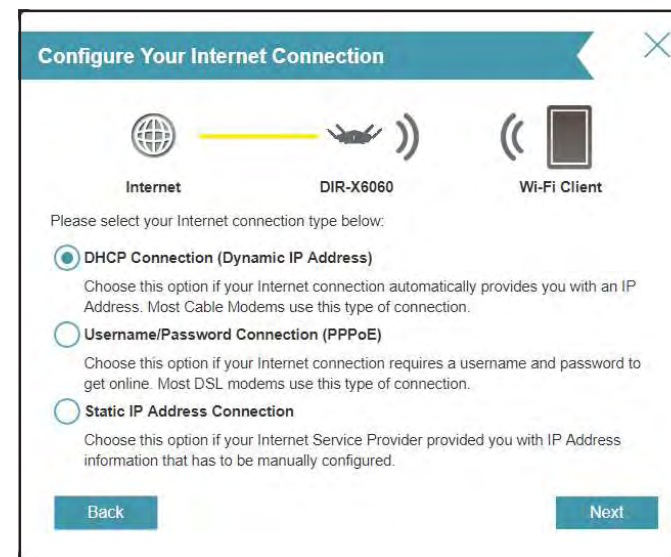 Configure Your Internet Connection
Internet
DIR-X6060
Wi-Fi Client
Please select your Internet connection type below:
DHCP Connection (Dynamic IP Address)
Choose this option if your Internet connection automatically provides you with an IP
Address. Most Cable Modems use this type of connection.
Username/Password Connection (PPPoE)
Choose this option if your Internet connection requires a username and password to
get online. Most DSL modems use this type of connection.
Static IP Address Connection
Choose this option if your Internet Service Provider provided you with IP Address
information that has to be manually configured.
Back
Next